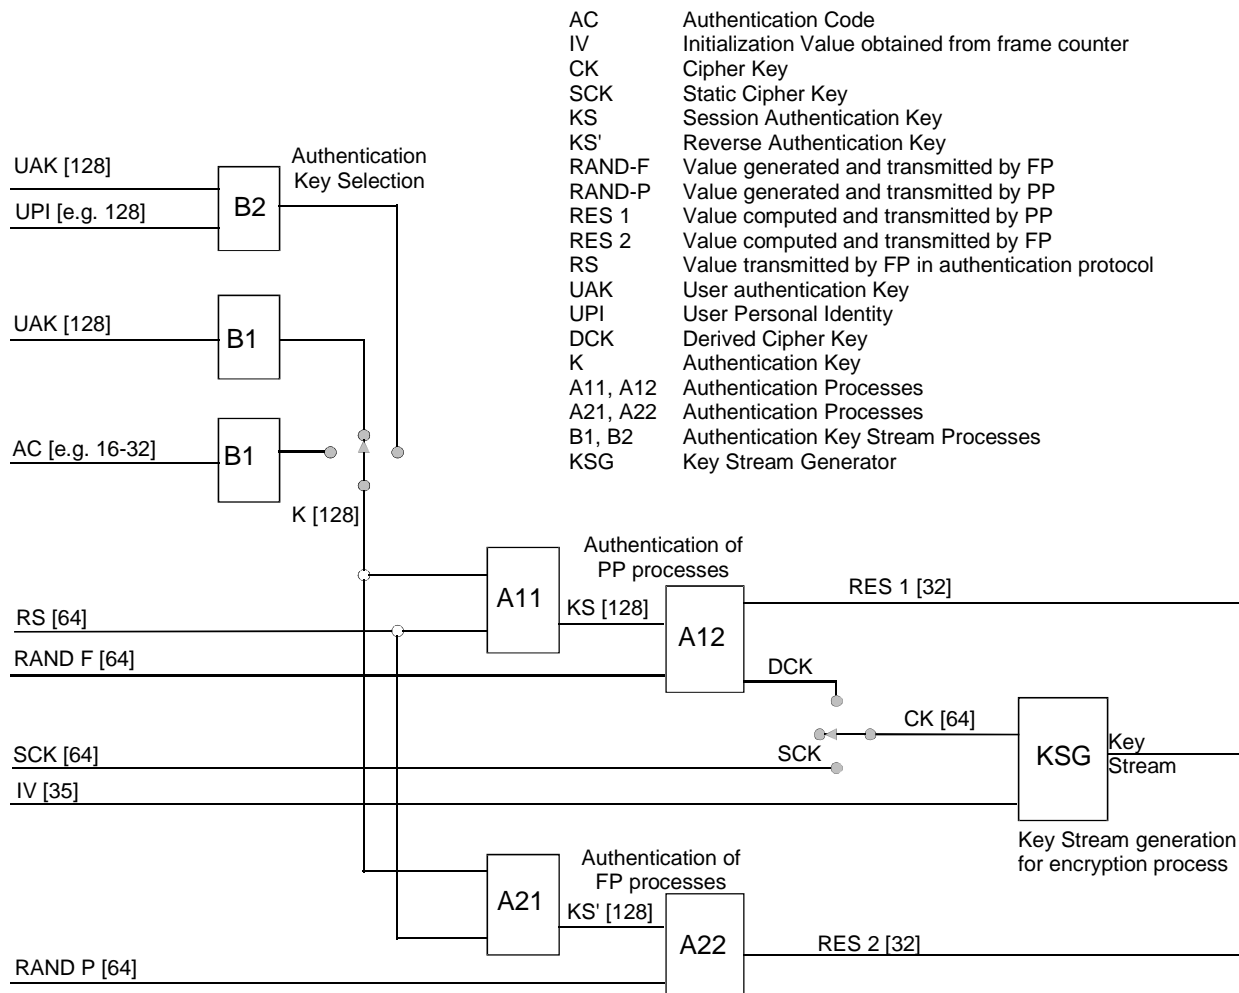 AC Authentication Code
IV Initialization Value obtained from frame counter
CK Cipher Key
SCK Static Cipher Key
KS Session Authentication Key
KS' Reverse Authentication Key
RAND-F Value generated and transmitted by FP
RAND-P Value generated and transmitted by PP
RES 1 Value computed and transmitted by PP
RES 2 Value computed and transmitted by FP
RS Value transmitted by FP in authentication protocol
UAK User authentication Key
UPI User Personal Identity
DCK Derived Cipher Key
K Authentication Key
A11, A12 Authentication Processes
A21, A22 Authentication Processes
B1, B2 Authentication Key Stream Processes
KSG Key Stream Generator
UAK [128]
UPI [e.g. 128]
B2
Authentication
Key Selection
UAK [128]
B1
AC [e.g. 16-32]
B1
K [128]
Authentication of
PP processes
A11
KS [128]
A12
RES 1 [32]
RS [64]
RAND F [64]
DCK
CK [64]
SCK [64]
SCK
KSG
Key
Stream
IV [35]
Key Stream generation
for encryption process
Authentication of
FP processes
A21
KS' [128]
A22
RES 2 [32]
RAND P [64]